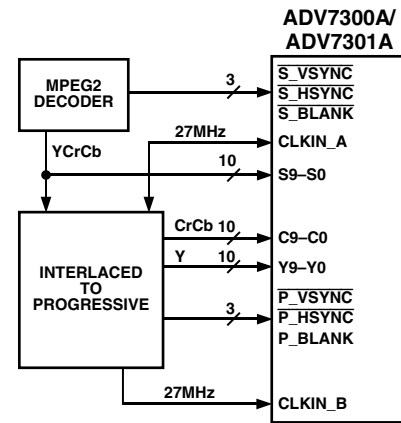 ADV7300A/
ADV7301A
MPEG2
DECODER
3
S_VSYNC
S_HSYNC
S_BLANK
27MHz
CLKIN_A
YCrCb
10
S9–S0
CrCb 10
C9–C0
Y 10
Y9–Y0
INTERLACED
TO
PROGRESSIVE
3
P_VSYNC
P_HSYNC
P_BLANK
27MHz
CLKIN_B